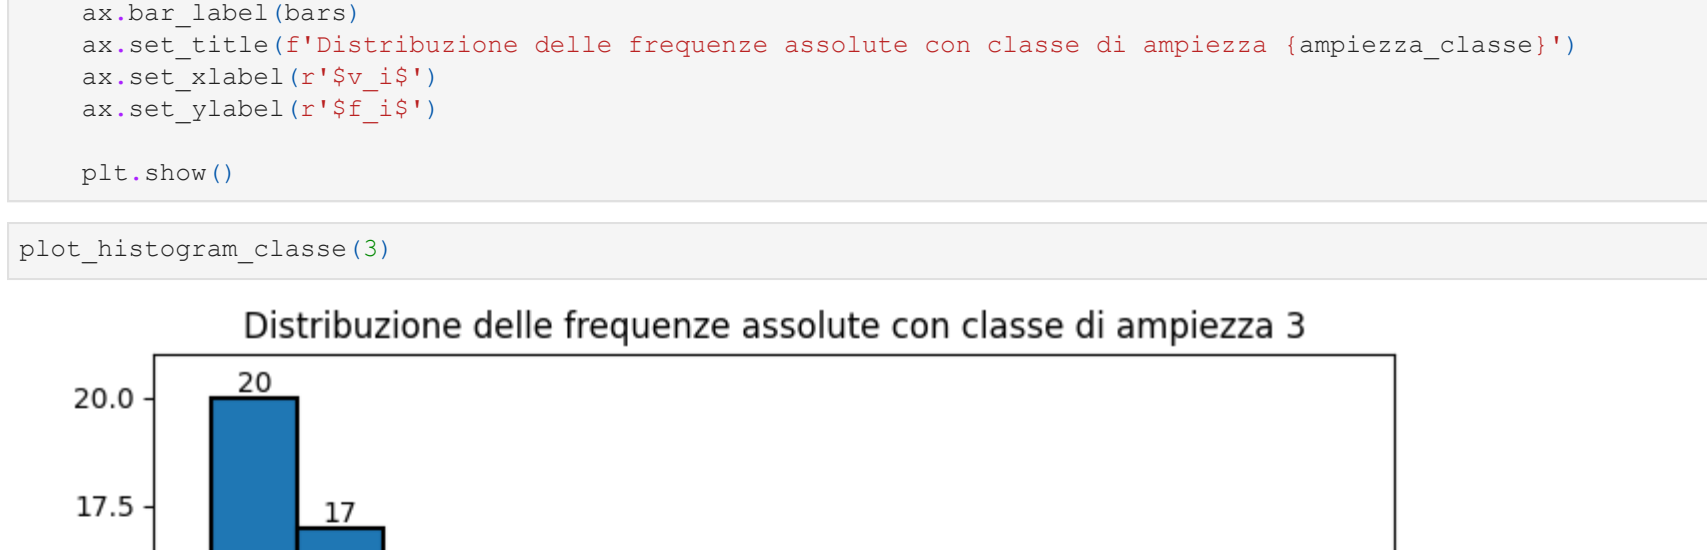 ax.bar_label(bars)
ax.set_title(f'Distribuzione delle frequenze assolute con classe di ampiezza {ampiezza_classe}')
ax.set_xlabel(r'$v_i$')
ax.set_ylabel(r'$f_i$')
plt.show()
plot_histogram_classe(3)
Distribuzione delle frequenze assolute con classe di ampiezza 3
20
20.0
17.5
17